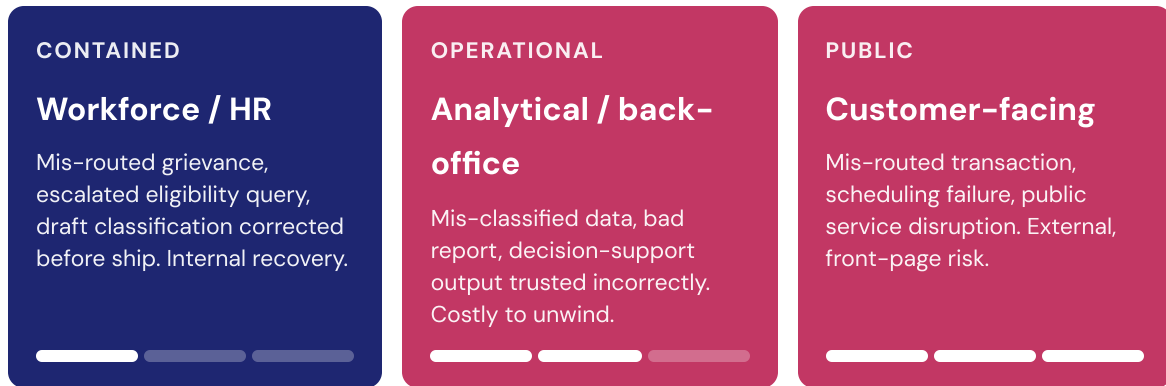 CONTAINED
Workforce / HR
Mis-routed grievance,
escalated eligibility query,
draft classification corrected
before ship. Internal recovery.
OPERATIONAL
Analytical / back-
office
Mis-classified data, bad
report, decision-support
output trusted incorrectly.
Costly to unwind.
PUBLIC
Customer-facing
Mis-routed transaction,
scheduling failure, public
service disruption. External,
front-page risk.